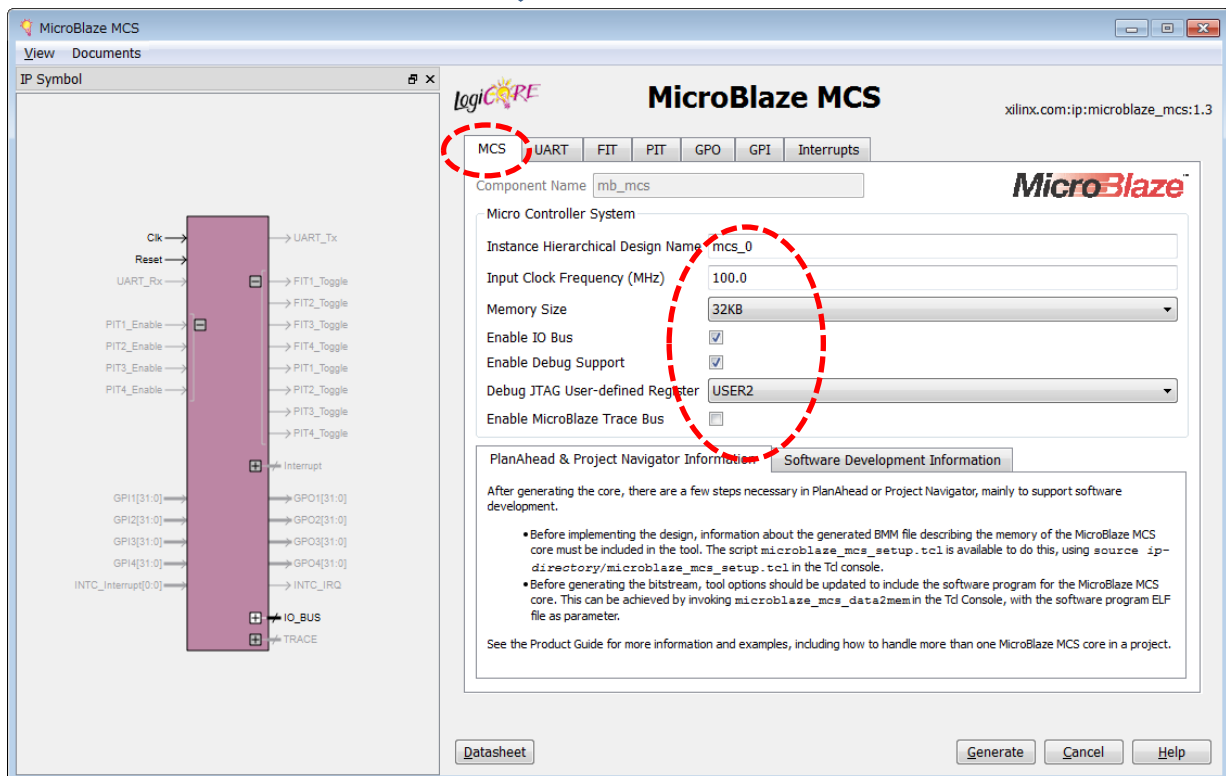 MicroBlaze MCS
View Documents
IP Symbol
Clk
Reset
UART_Rx
PIT1_Enable
PIT2_Enable
PIT3_Enable
PIT4_Enable
GPI1[31:0]
GPI2[31:0]
GPI3[31:0]
GPI4[31:0]
INTC_Interrupt[0:0]
UART_Tx
FIT1_Toggle
FIT2_Toggle
FIT3_Toggle
FIT4_Toggle
PIT1_Toggle
PIT2_Toggle
PIT3_Toggle
PIT4_Toggle
Interrupt
GPO1[31:0]
GPO2[31:0]
GPO3[31:0]
GPO4[31:0]
INTC_IRQ
IO_BUS
TRACE
LogiCORE
MicroBlaze MCS
xilinx.com:ip:microblaze_mcs:1.3
MCS UART FIT PIT GPO GPI Interrupts
Component Name mb_mcs
MicroBlaze
Micro Controller System
Instance Hierarchical Design Name mcs_0
Input Clock Frequency (MHz) 100.0
Memory Size 32KB
Enable IO Bus
Enable Debug Support
Debug JTAG User-defined Register USER2
Enable MicroBlaze Trace Bus
PlanAhead & Project Navigator Information Software Development Information
After generating the core, there are a few steps necessary in PlanAhead or Project Navigator, mainly to support software
development.
• Before implementing the design, information about the generated BMM file describing the memory of the MicroBlaze MCS
core must be included in the tool. The script microblaze_mcs_setup.tcl is available to do this, using source ip-
directory/microblaze_mcs_setup.tcl in the Tcl console.
• Before generating the bitstream, tool options should be updated to include the software program for the MicroBlaze MCS
core. This can be achieved by invoking microblaze_mcs_data2mem in the Tcl Console, with the software program ELF
file as parameter.
See the Product Guide for more information and examples, including how to handle more than one MicroBlaze MCS core in a project.
Datasheet Generate Cancel Help